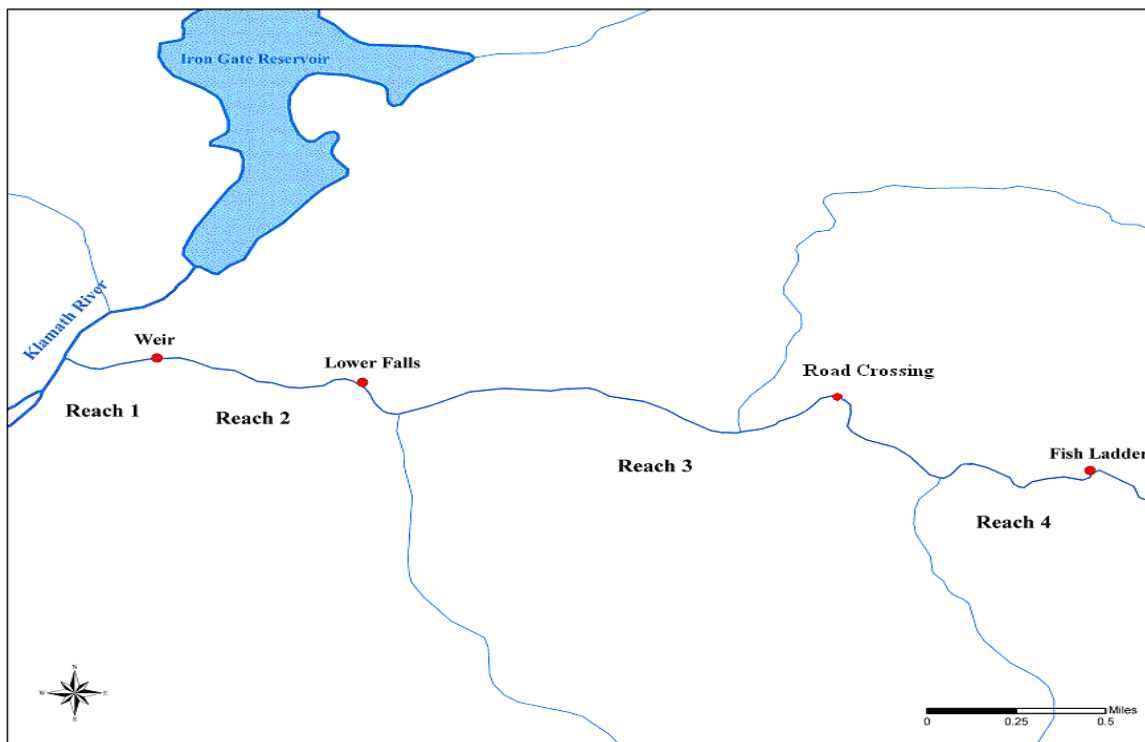 Iron Gate Reservoir
Klamath River
Weir
Lower Falls
Road Crossing
Reach 1
Reach 2
Reach 3
Fish Ladder
Reach 4
N
W E
S
Miles
0 0.25 0.5